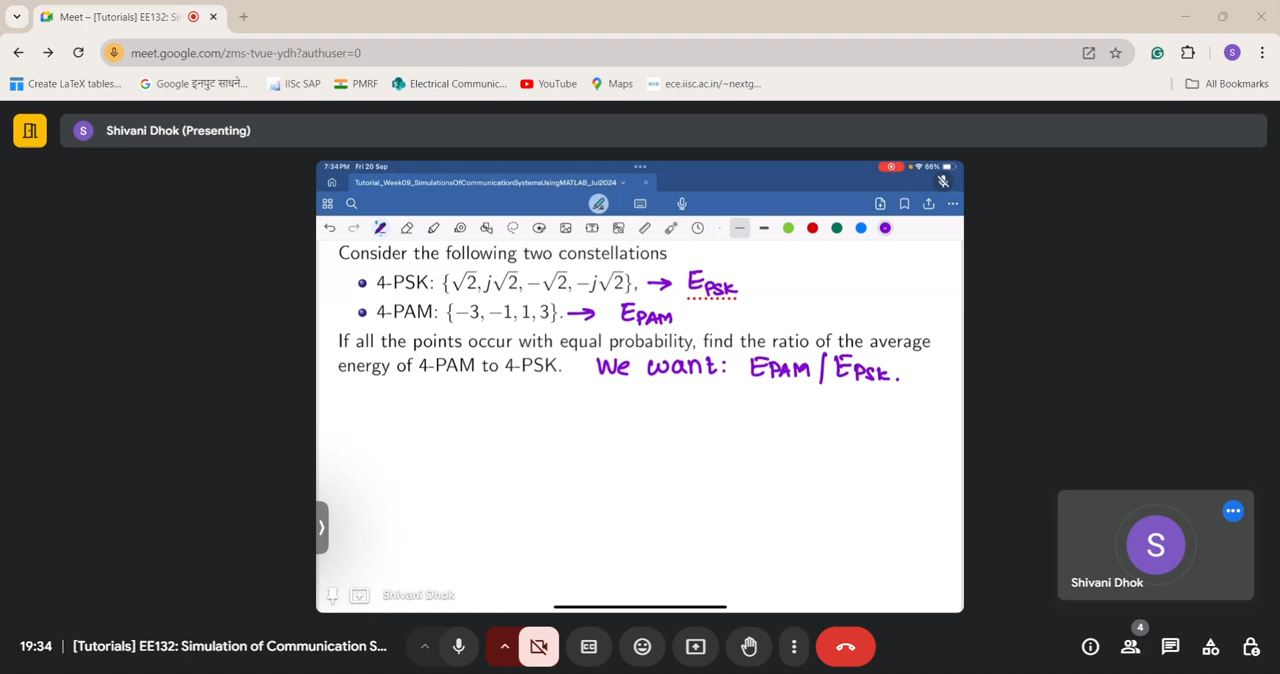 Meet – [Tutorials] EE132: Si
meet.google.com/zms-tvue-ydh?authuser=0
S
Create LaTeX tables... Google इनपुट साधने... IISc SAP PMRF Electrical Communic... YouTube Maps ece.iisc.ac.in/~nextg... All Bookmarks
S Shivani Dhok (Presenting)
7:34 PM Fri 20 Sep 66%
Tutorial_Week09_SimulationsOfCommunicationSystemsUsingMATLAB_Jul2024
Consider the following two constellations
4-PSK: {√2, j√2, −√2, −j√2}, → E_PSK
4-PAM: {−3, −1, 1, 3}. → E_PAM
If all the points occur with equal probability, find the ratio of the average
energy of 4-PAM to 4-PSK. We want: E_PAM / E_PSK.
S
Shivani Dhok
Shivani Dhok
4
19:34 | [Tutorials] EE132: Simulation of Communication S...